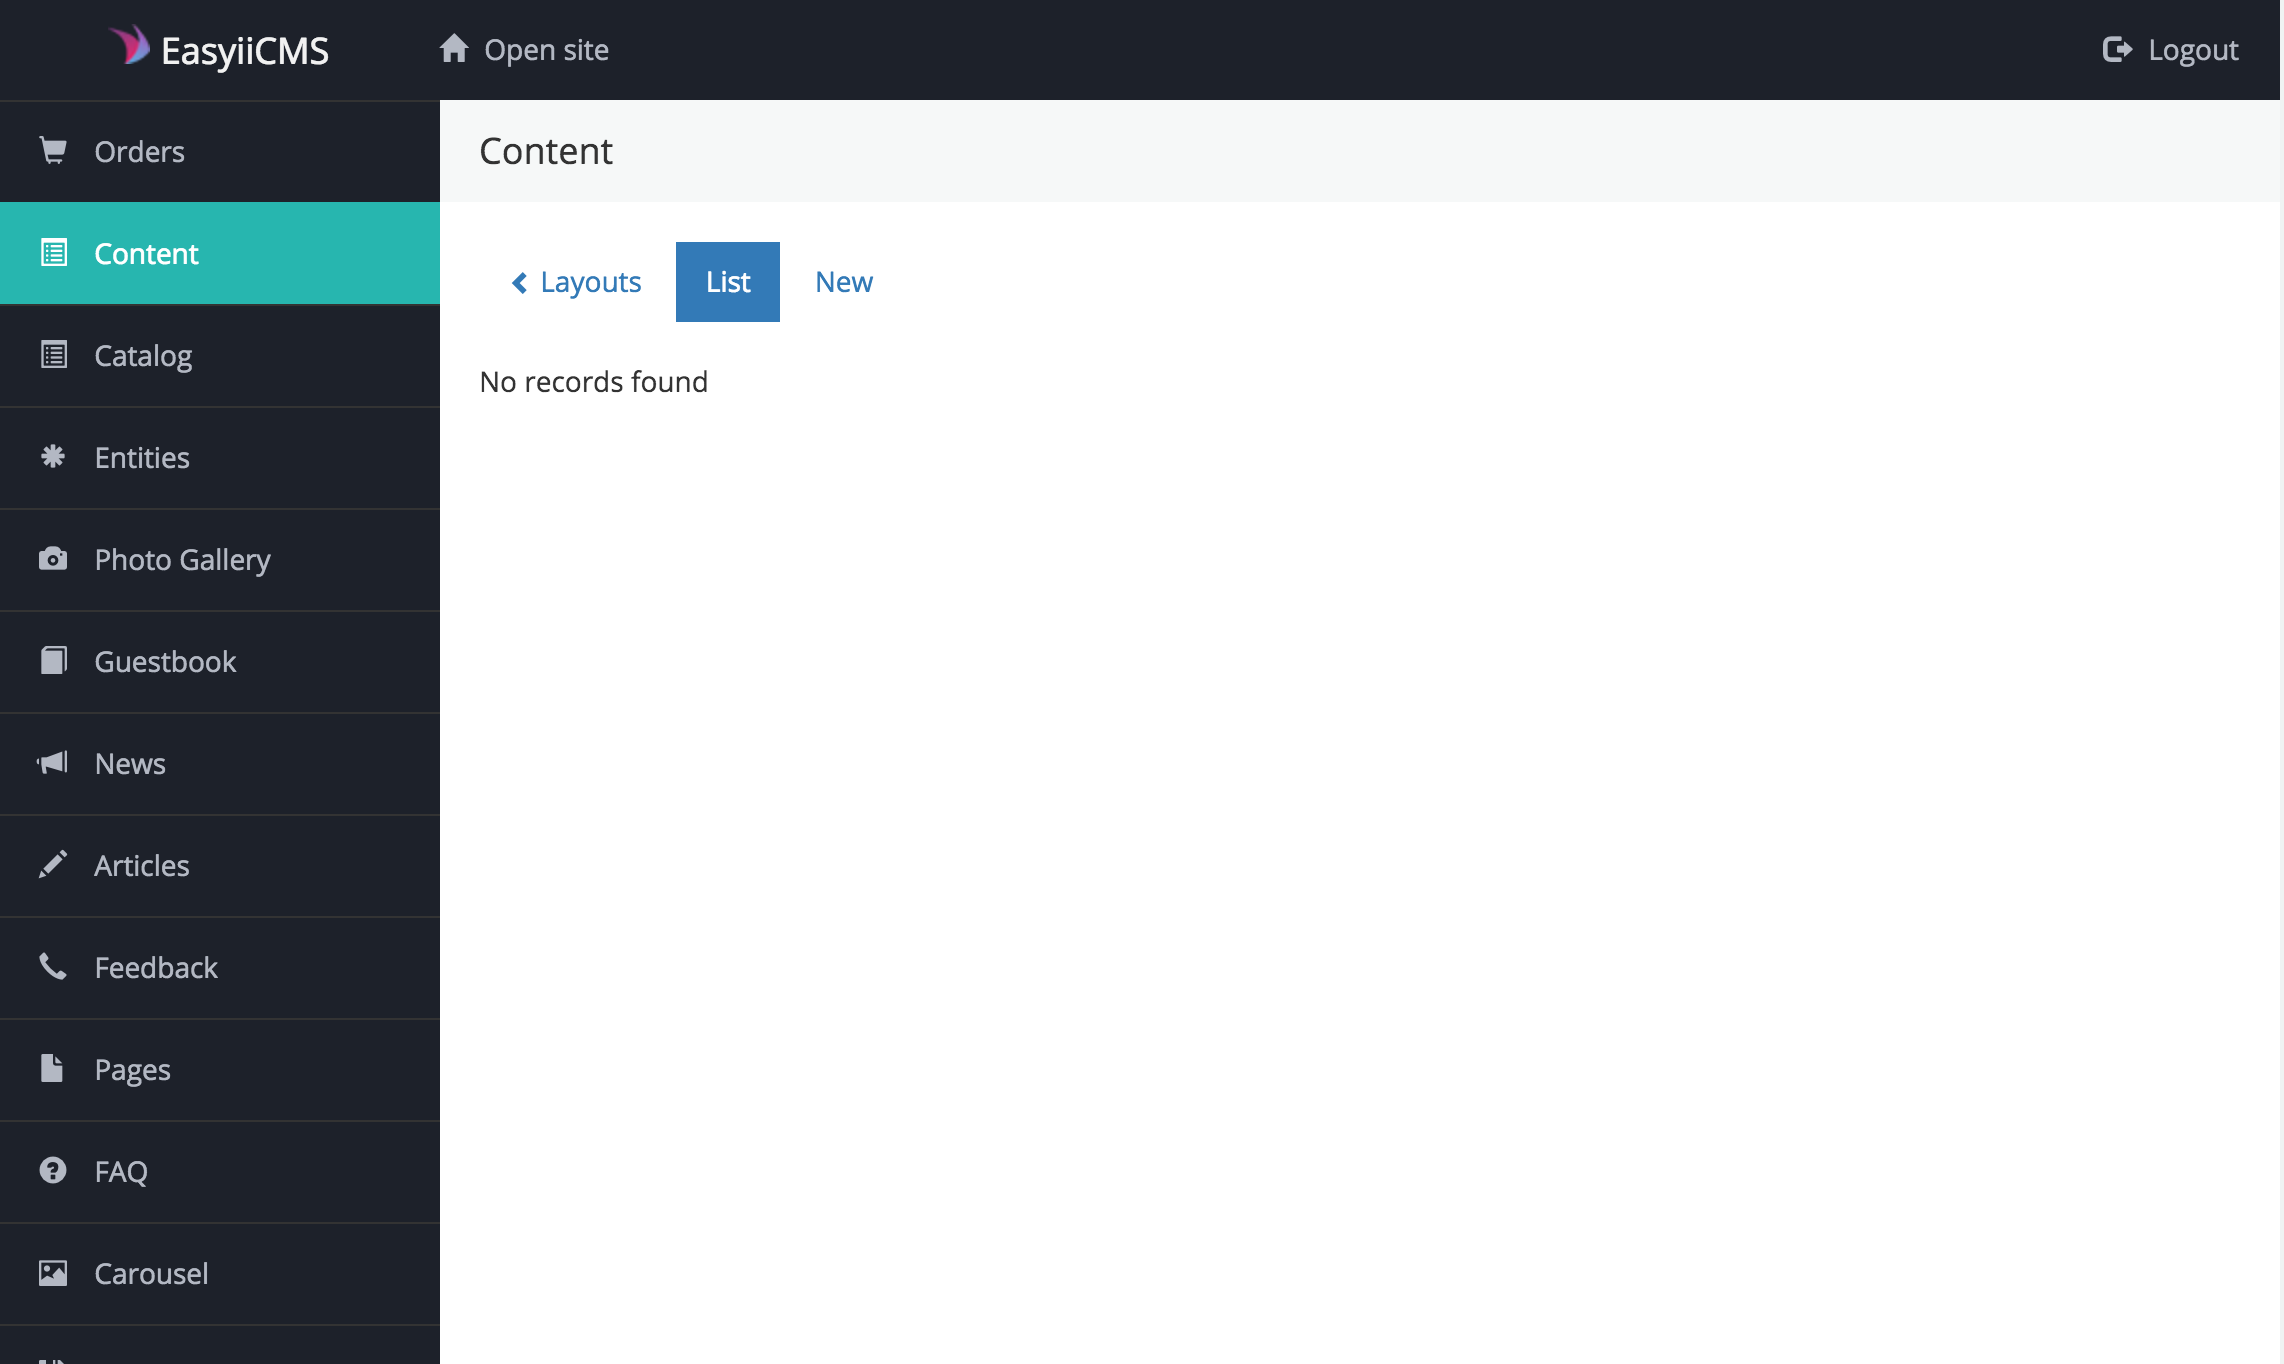 EasyiiCMS
Open site
Logout
Orders
Content
Catalog
Entities
Photo Gallery
Guestbook
News
Articles
Feedback
Pages
FAQ
Carousel
Content
Layouts
List
New
No records found